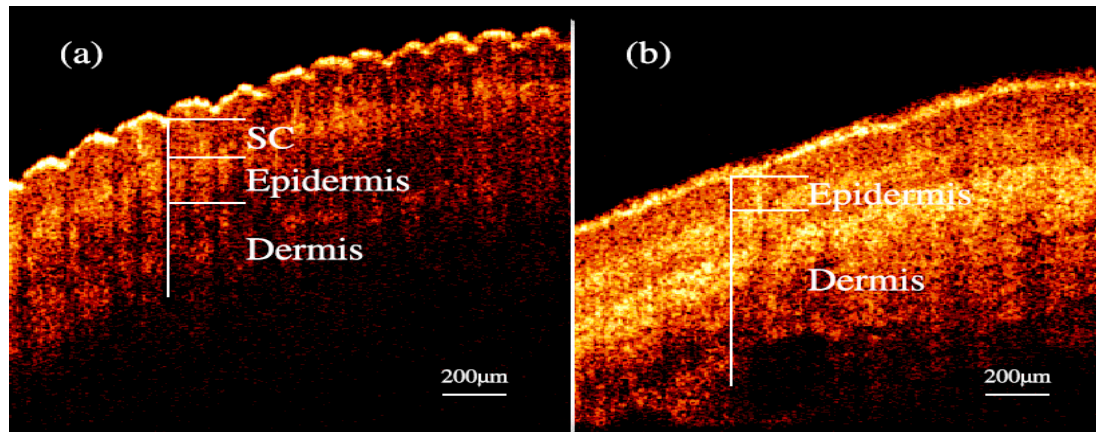 (a)
SC
Epidermis
Dermis
200μm
(b)
Epidermis
Dermis
200μm